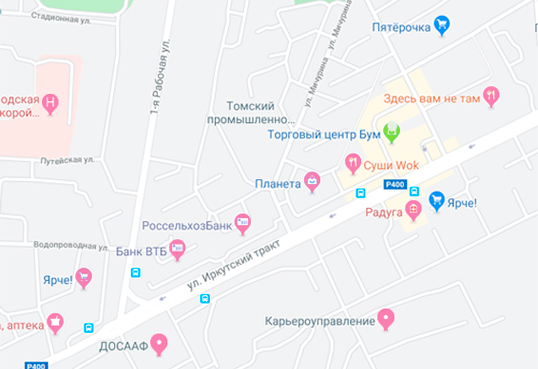 Стадионная ул.
Пятёрочка
1-я Рабочая ул.
ул. Мичурина
ул. Мичурина
одская
корой...
H
Томский
промышленно...
Здесь вам не там
Торговый центр Бум
Путейская ул.
Суши Wok
Планета
Р400
Ярче!
Радуга
РоссельхозБанк
Водопроводная ул.
Банк ВТБ
ул. Иркутский тракт
Ярче!
а, аптека
Карьероуправление
ДОСААФ
Р400